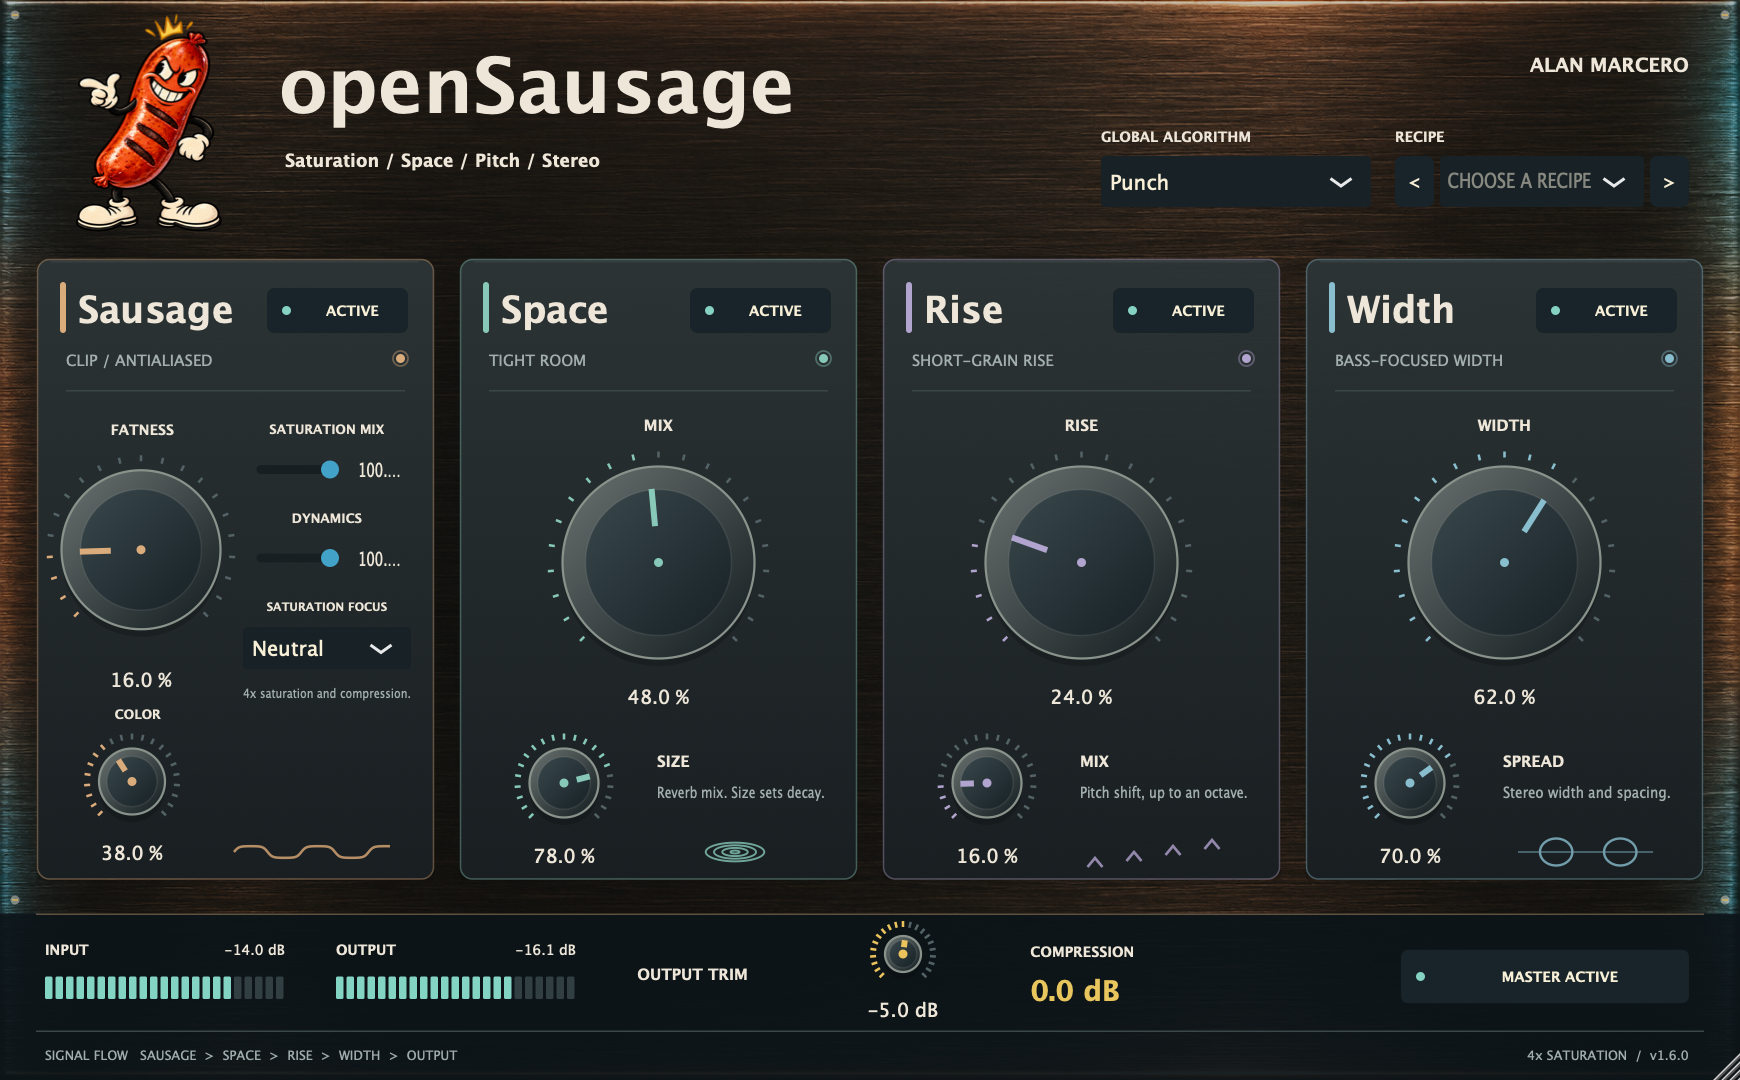 openSausage
Saturation / Space / Pitch / Stereo
ALAN MARCERO
GLOBAL ALGORITHM
Punch
RECIPE
< CHOOSE A RECIPE >
Sausage
ACTIVE
CLIP / ANTIALIASED
FATNESS
16.0 %
SATURATION MIX
100....
DYNAMICS
100....
SATURATION FOCUS
Neutral
4x saturation and compression.
COLOR
38.0 %
Space
ACTIVE
TIGHT ROOM
MIX
48.0 %
SIZE
Reverb mix. Size sets decay.
78.0 %
Rise
ACTIVE
SHORT-GRAIN RISE
RISE
24.0 %
MIX
Pitch shift, up to an octave.
16.0 %
Width
ACTIVE
BASS-FOCUSED WIDTH
WIDTH
62.0 %
SPREAD
Stereo width and spacing.
70.0 %
INPUT -14.0 dB
OUTPUT -16.1 dB
OUTPUT TRIM
-5.0 dB
COMPRESSION
0.0 dB
MASTER ACTIVE
SIGNAL FLOW SAUSAGE > SPACE > RISE > WIDTH > OUTPUT
4x SATURATION / v1.6.0